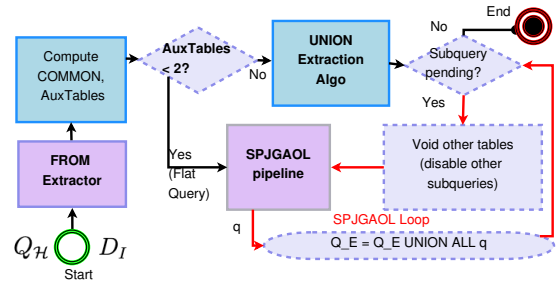 End
No
Compute
COMMON,
AuxTables
AuxTables
< 2?
No
UNION
Extraction
Algo
Subquery
pending?
Yes
FROM
Extractor
Yes
(Flat
Query)
SPJGAOL
pipeline
Void other tables
(disable other
subqueries)
SPJGAOL Loop
q
Q_E = Q_E UNION ALL q
Q_H D_I
Start